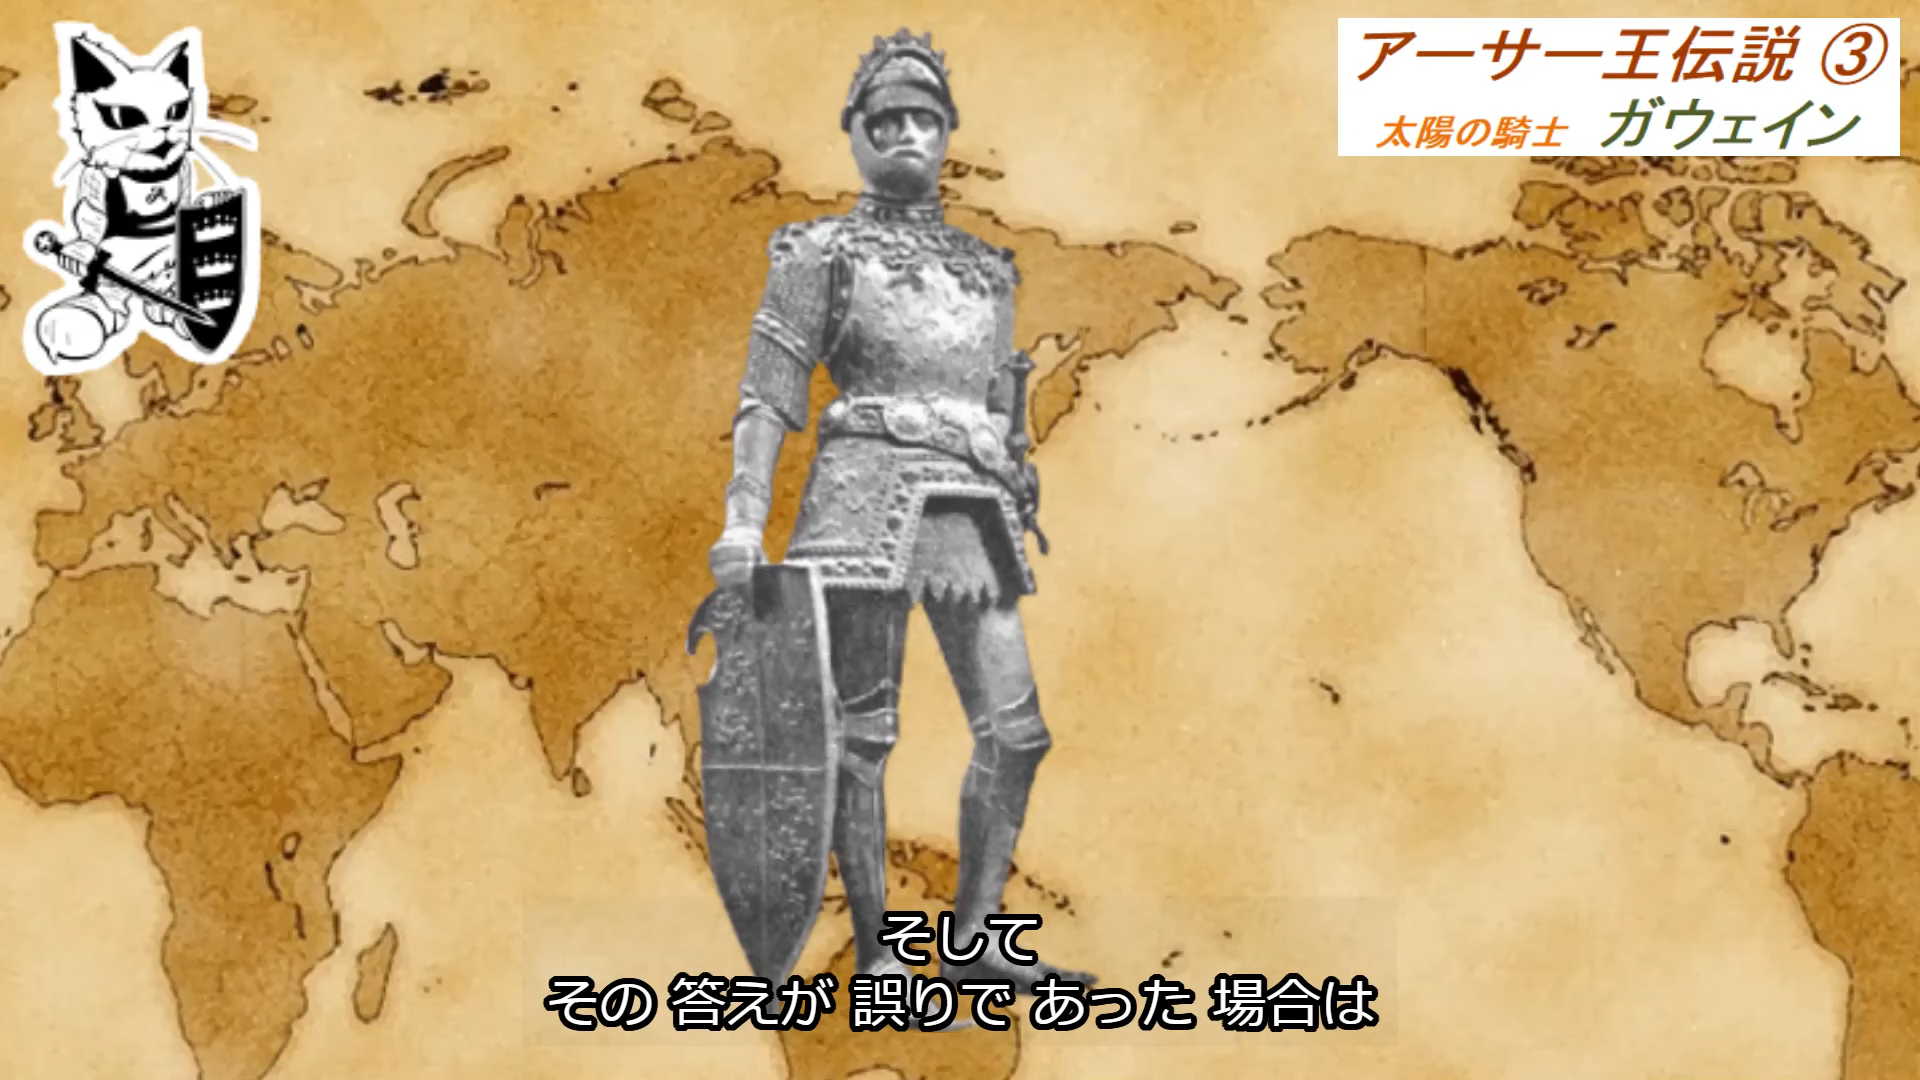 アーサー王伝説 ③
太陽の騎士 ガウェイン
そして
その 答えが 誤りで あった 場合は